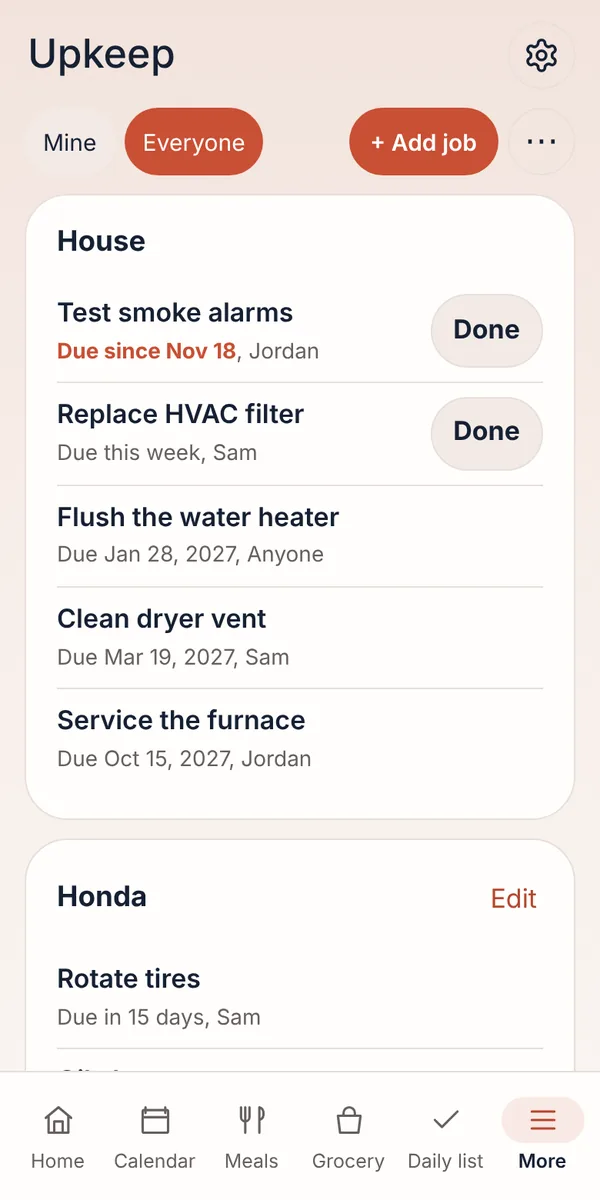 Upkeep
Mine
Everyone
+ Add job
...
House
Test smoke alarms
Due since Nov 18, Jordan
Done
Replace HVAC filter
Due this week, Sam
Done
Flush the water heater
Due Jan 28, 2027, Anyone
Clean dryer vent
Due Mar 19, 2027, Sam
Service the furnace
Due Oct 15, 2027, Jordan
Honda
Edit
Rotate tires
Due in 15 days, Sam
Home
Calendar
Meals
Grocery
Daily list
More